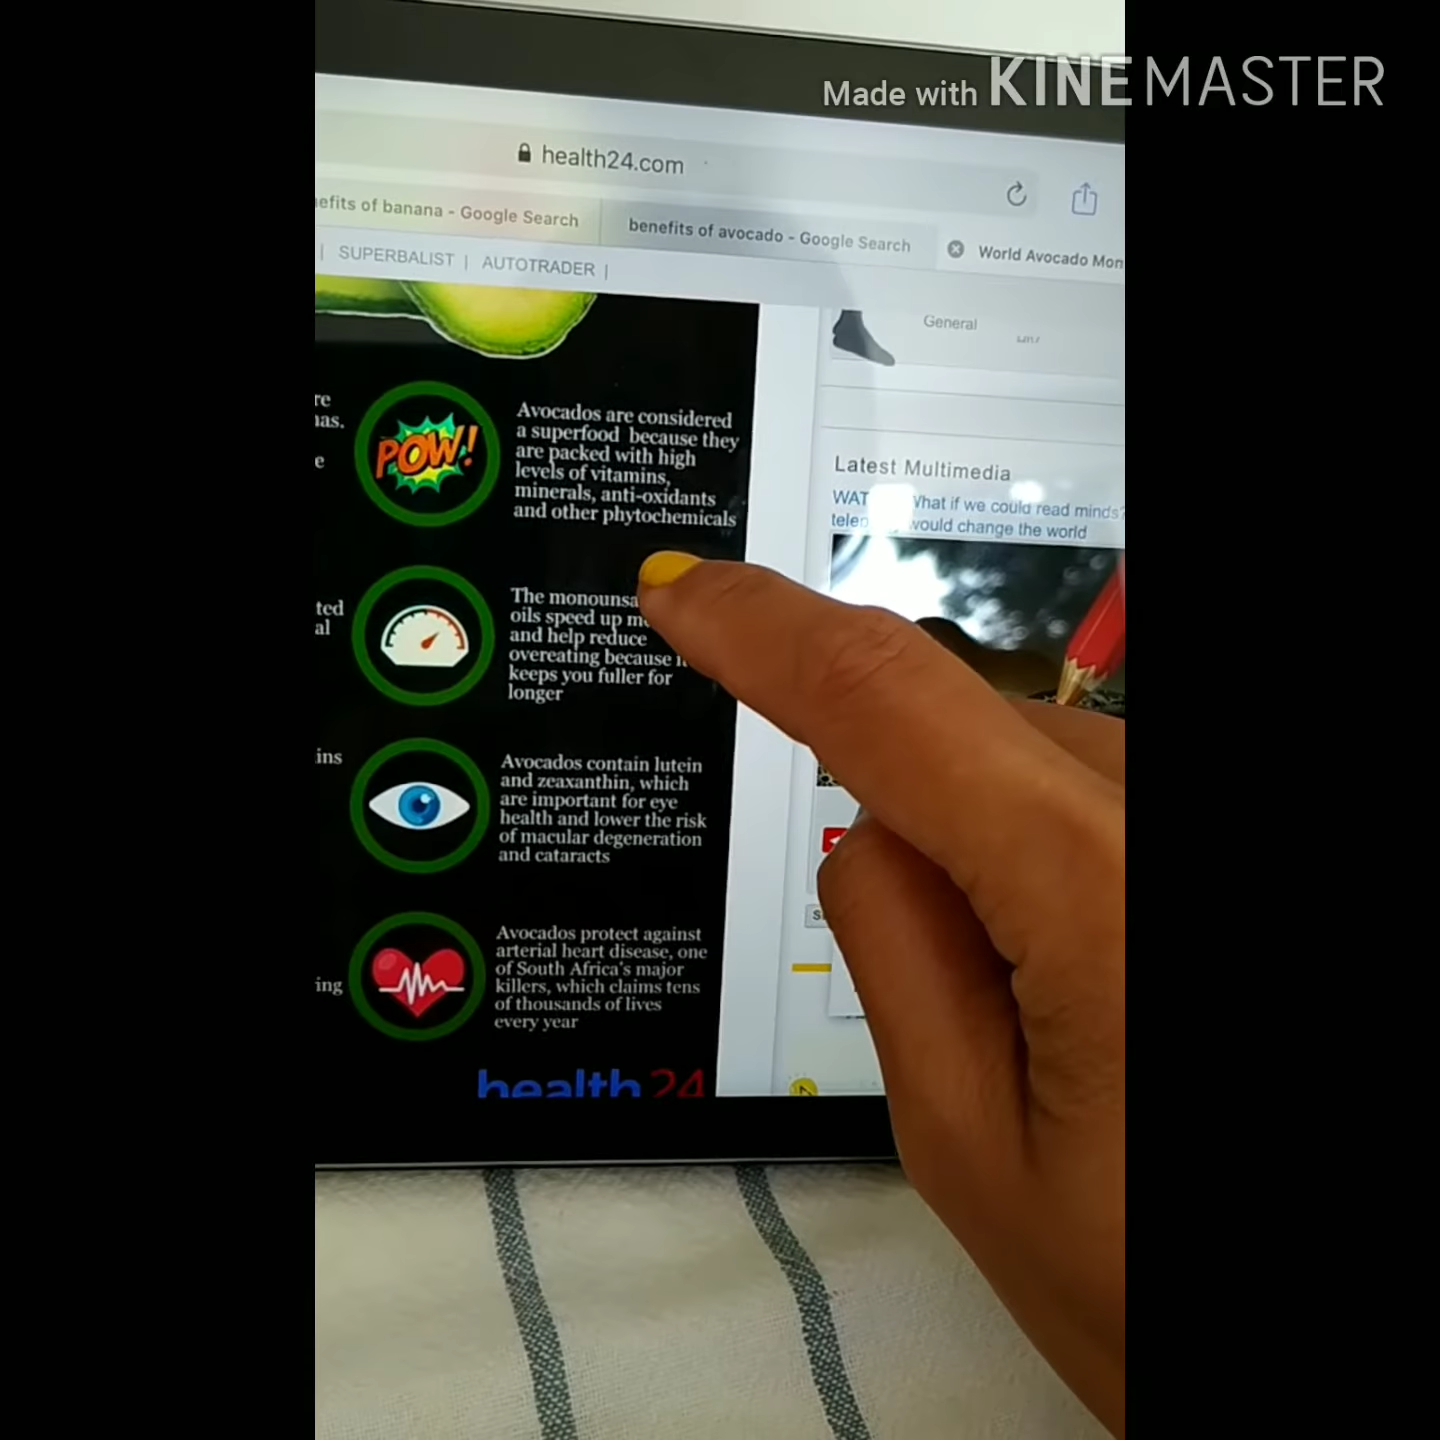 Made with KINEMASTER
health24.com
efits of banana - Google Search
benefits of avocado - Google Search
World Avocado Mon
| SUPERBALIST | AUTOTRADER |
General
re
as.
e
POW!
Avocados are considered
a superfood because they
are packed with high
levels of vitamins,
minerals, anti-oxidants
and other phytochemicals
Latest Multimedia
WAT
What if we could read minds?
would change the world
ted
al
The
oils speed up
and help reduce
overeating because
keeps you fuller for
longer
ins
Avocados contain lutein
and zeaxanthin, which
are important for eye
health and lower the risk
of macular degeneration
and cataracts
ing
Avocados protect against
arterial heart disease, one
of South Africa's major
killers, which claims tens
of thousands of lives
every year
health24